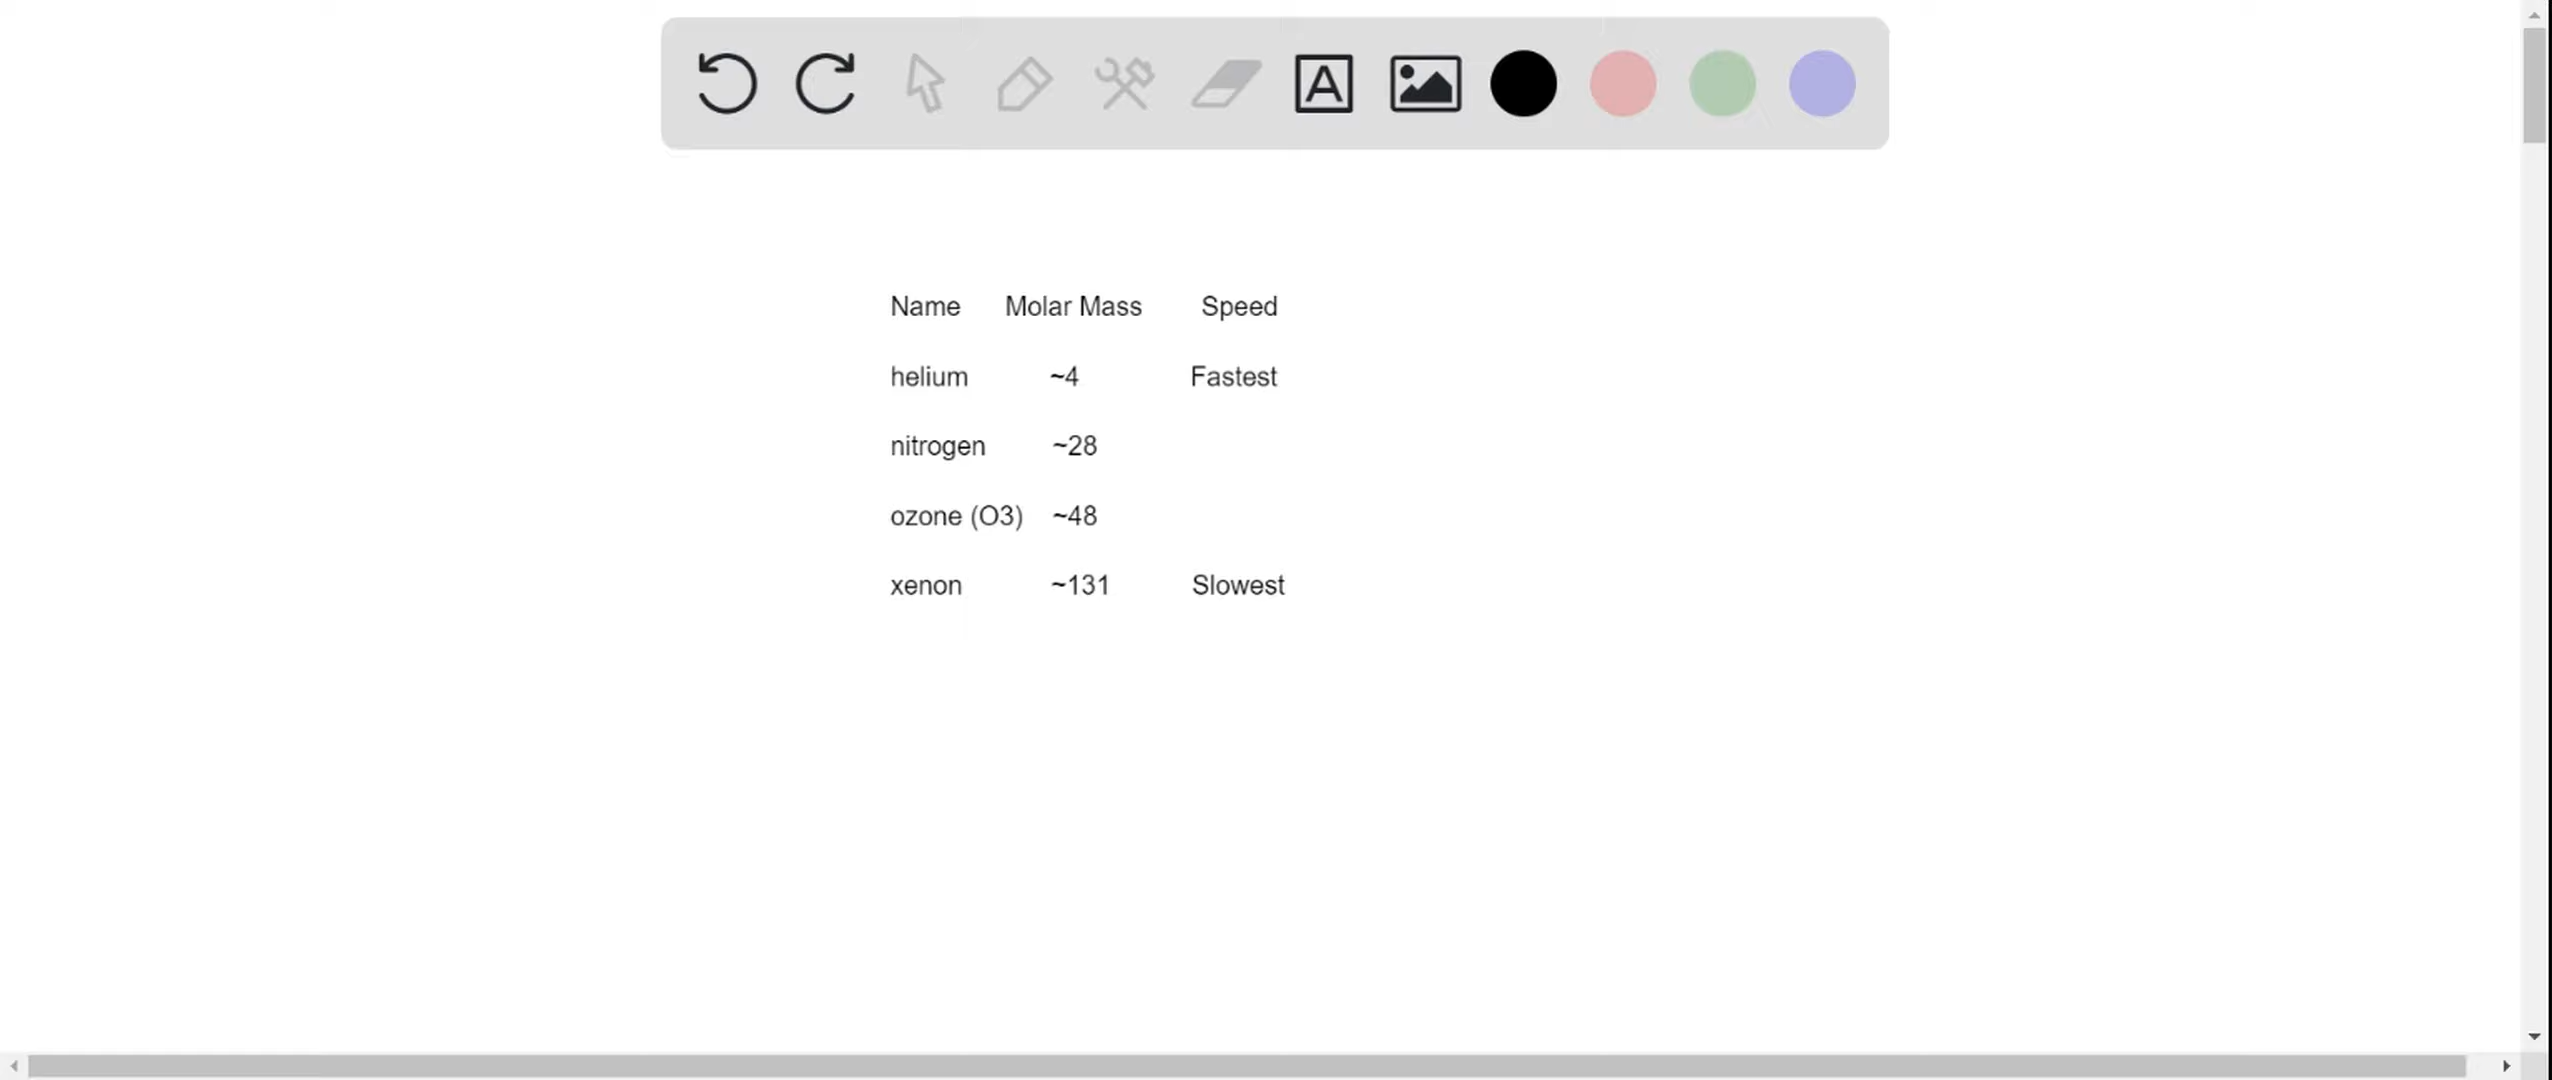 A
Name Molar Mass Speed
helium ~4 Fastest
nitrogen ~28
ozone (O3) ~48
xenon ~131 Slowest